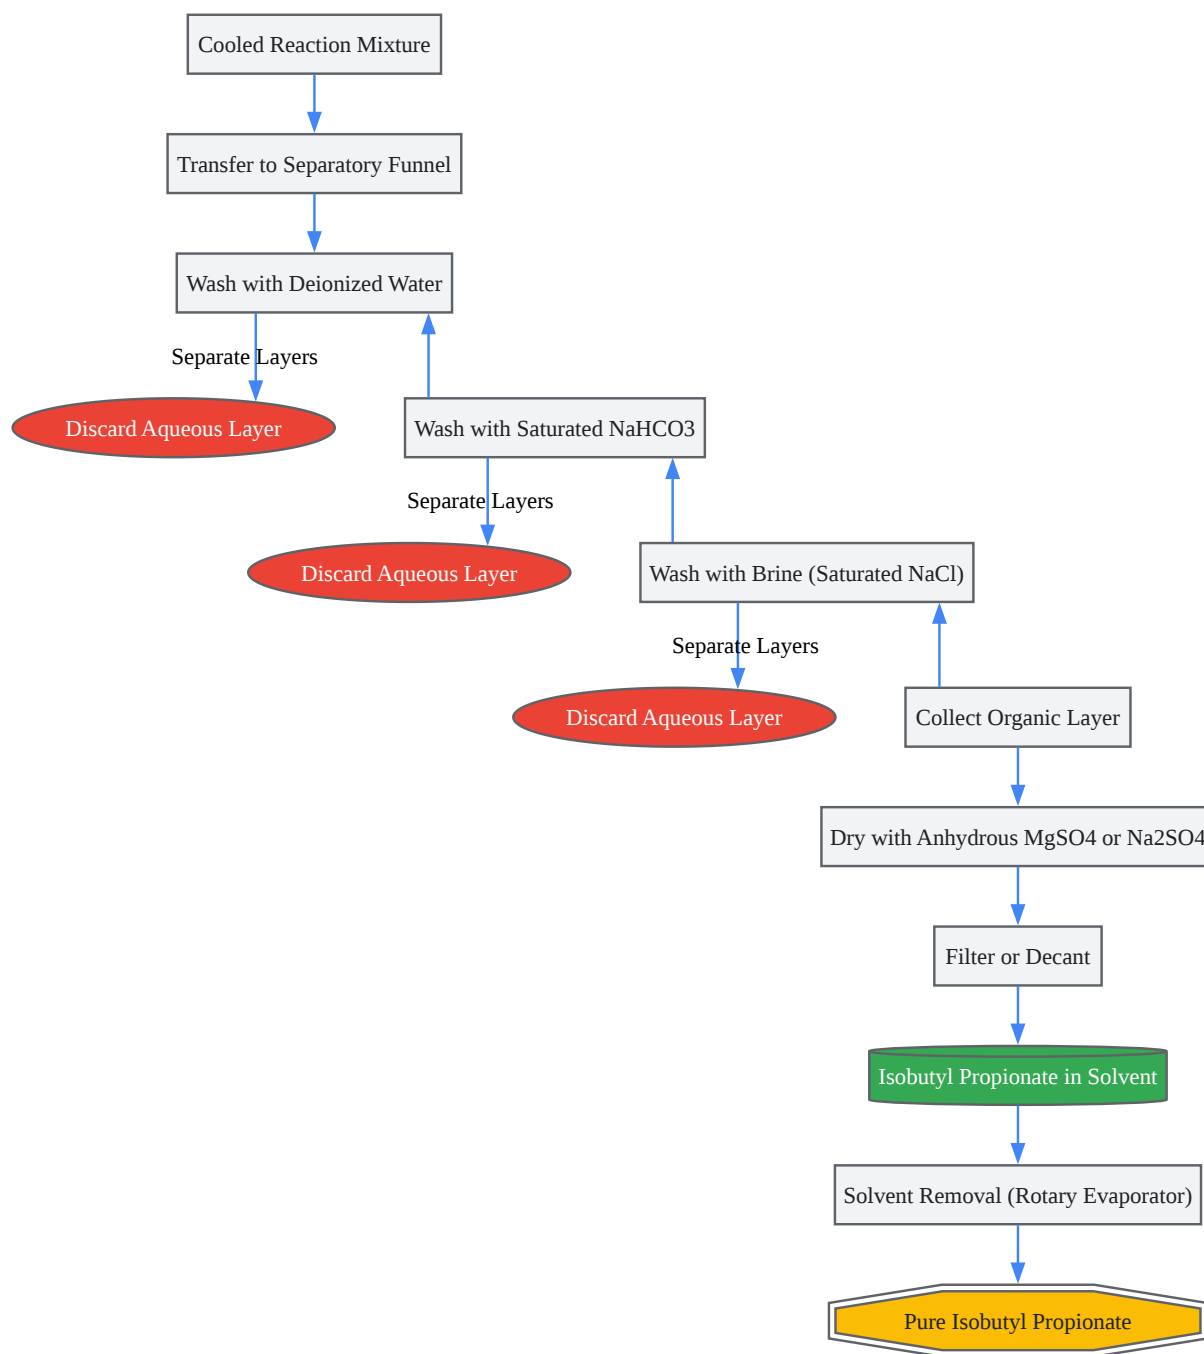 Cooled Reaction Mixture
Transfer to Separatory Funnel
Wash with Deionized Water
Separate Layers
Discard Aqueous Layer
Wash with Saturated NaHCO3
Separate Layers
Discard Aqueous Layer
Wash with Brine (Saturated NaCl)
Separate Layers
Discard Aqueous Layer
Collect Organic Layer
Dry with Anhydrous MgSO4 or Na2SO4
Filter or Decant
Isobutyl Propionate in Solvent
Solvent Removal (Rotary Evaporator)
Pure Isobutyl Propionate